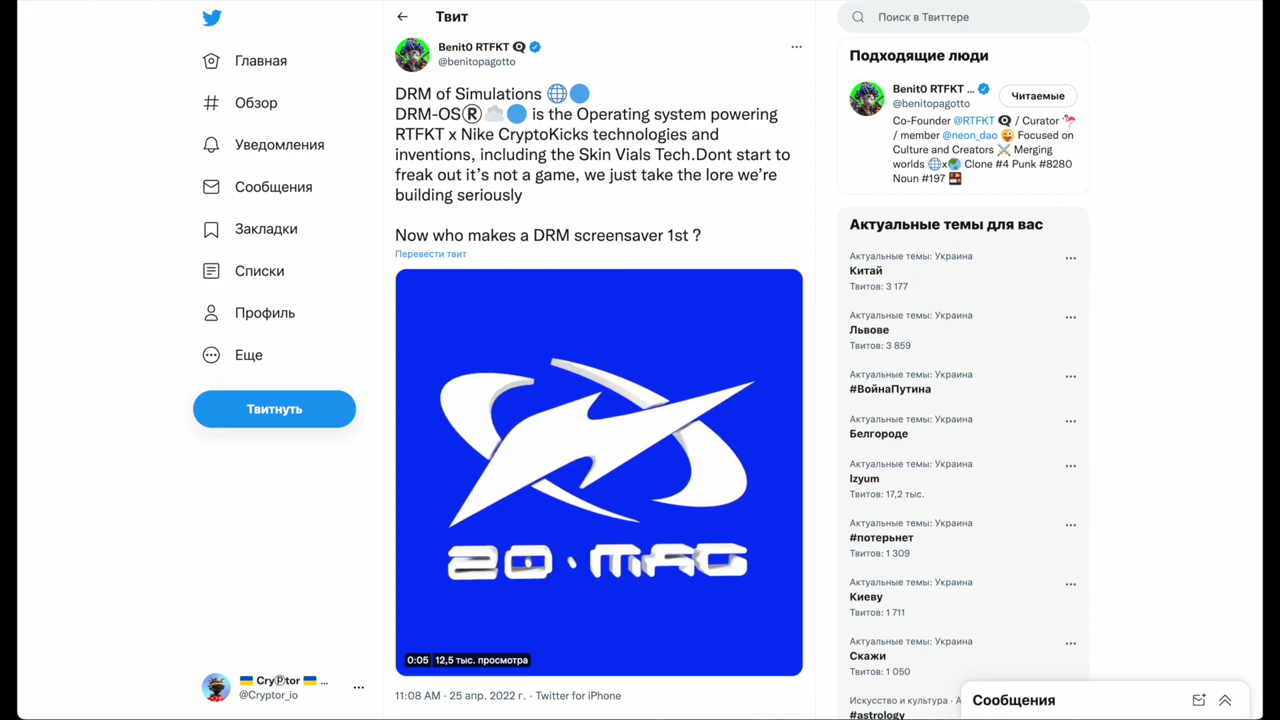 Главная
Обзор
Уведомления
Сообщения
Закладки
Списки
Профиль
Еще
Твитнуть
CryⓅtor ...
@Cryptor_io
Твит
Benit0 RTFKT
@benitopagotto
DRM of Simulations
DRM-OS®️ is the Operating system powering
RTFKT x Nike CryptoKicks technologies and
inventions, including the Skin Vials Tech.Dont start to
freak out it’s not a game, we just take the lore we’re
building seriously
Now who makes a DRM screensaver 1st ?
Перевести твит
20·MAG
0:05 12,5 тыс. просмотра
11:08 AM · 25 апр. 2022 г. · Twitter for iPhone
Поиск в Твиттере
Подходящие люди
Benit0 RTFKT ...
@benitopagotto
Читаемые
Co-Founder @RTFKT / Curator
/ member @neon_dao Focused on
Culture and Creators Merging
worlds x Clone #4 Punk #8280
Noun #197
Актуальные темы для вас
Актуальные темы: Украина
Китай
Твитов: 3 177
Актуальные темы: Украина
Львове
Твитов: 3 859
Актуальные темы: Украина
#ВойнаПутина
Актуальные темы: Украина
Белгороде
Актуальные темы: Украина
Izyum
Твитов: 17,2 тыс.
Актуальные темы: Украина
#потерьнет
Твитов: 1 309
Актуальные темы: Украина
Киеву
Твитов: 1 711
Актуальные темы: Украина
Скажи
Твитов: 1 050
Искусство и культура · А
#astrology
Сообщения